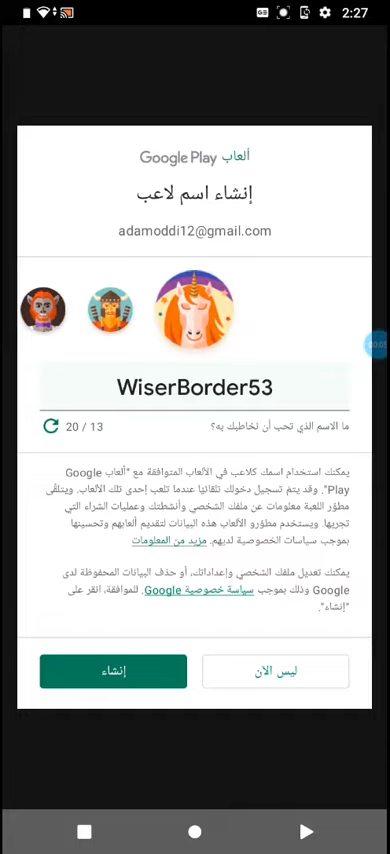 2:27
ألعاب Google Play
إنشاء اسم لاعب
adamoddi12@gmail.com
00:05
WiserBorder53
ما الاسم الذي تحب أن نخاطبك به؟
20 / 13
يمكنك استخدام اسمك كلاعب في الألعاب المتوافقة مع "ألعاب Google
Play". وقد يتم تسجيل دخولك تلقائيًا عندما تلعب إحدى تلك الألعاب. ويتلقّى
مطوّر اللعبة معلومات عن ملفك الشخصي وأنشطتك وعمليات الشراء التي
تجريها. ويستخدم مطوّرو الألعاب هذه البيانات لتقديم ألعابهم وتحسينها
بموجب سياسات الخصوصية لديهم. مزيد من المعلومات
يمكنك تعديل ملفك الشخصي وإعداداتك، أو حذف البيانات المحفوظة لدى
Google وذلك بموجب سياسة خصوصية Google. للموافقة، انقر على
"إنشاء".
ليس الآن
إنشاء